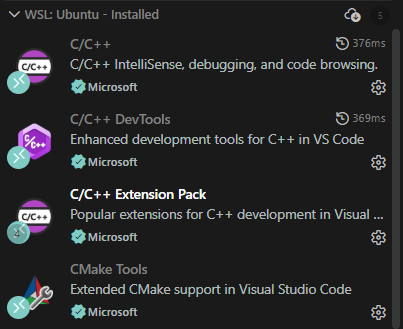 WSL: Ubuntu - Installed
5
C/C++
376ms
C/C++ IntelliSense, debugging, and code browsing.
Microsoft
C/C++ DevTools
369ms
Enhanced development tools for C++ in VS Code
Microsoft
C/C++ Extension Pack
Popular extensions for C++ development in Visual ...
Microsoft
CMake Tools
Extended CMake support in Visual Studio Code
Microsoft
C/C++
C/C++
C/C++
4